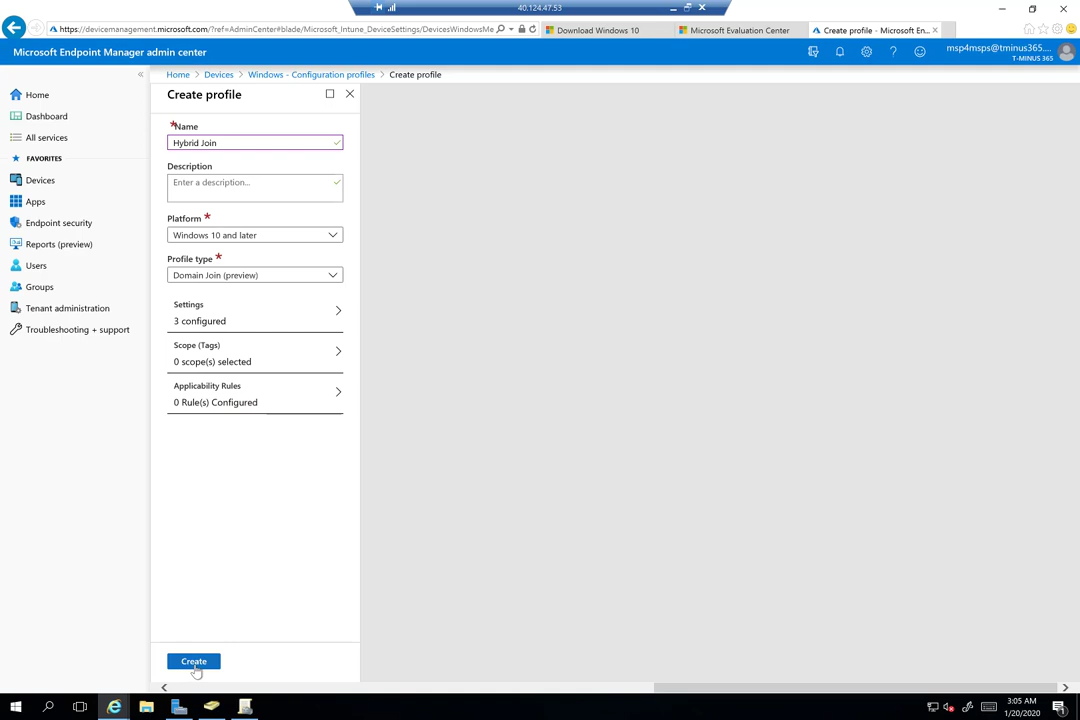 40.124.47.53
https://devicemanagement.microsoft.com/?ref=AdminCenter#blade/Microsoft_Intune_DeviceSettings/DevicesWindowsMe
Download Windows 10
Microsoft Evaluation Center
Create profile - Microsoft En...
Microsoft Endpoint Manager admin center
msp4msps@tminus365....
T-MINUS 365
Home > Devices > Windows - Configuration profiles > Create profile
Home
Dashboard
All services
FAVORITES
Devices
Apps
Endpoint security
Reports (preview)
Users
Groups
Tenant administration
Troubleshooting + support
Create profile
*Name
Hybrid Join
Description
Enter a description...
Platform *
Windows 10 and later
Profile type *
Domain Join (preview)
Settings
3 configured
Scope (Tags)
0 scope(s) selected
Applicability Rules
0 Rule(s) Configured
Create
3:05 AM
1/20/2020
1